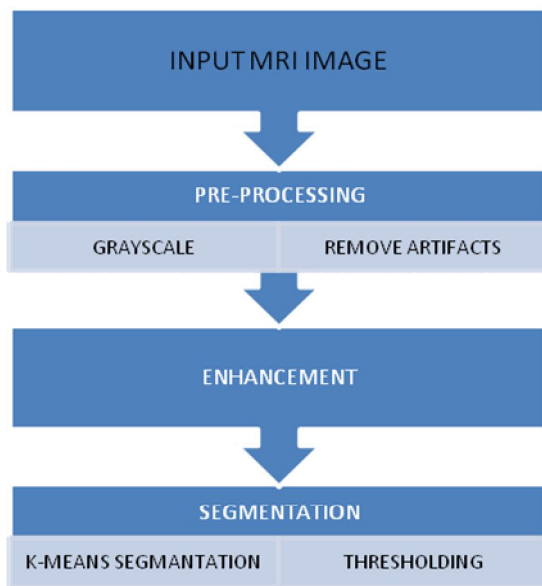 INPUT MRI IMAGE
PRE-PROCESSING
GRAYSCALE
REMOVE ARTIFACTS
ENHANCEMENT
SEGMENTATION
K-MEANS SEGMANTATION
THRESHOLDING